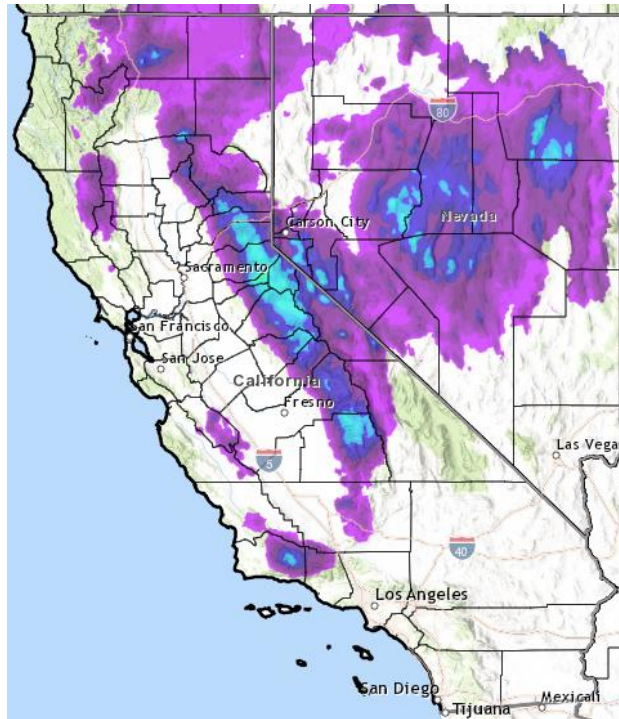 80
Nevada
Carson City
Sacramento
San Francisco
San Jose
California
Fresno
5
Las Vega
40
Los Angeles
San Diego
Tijuana
Mexicali